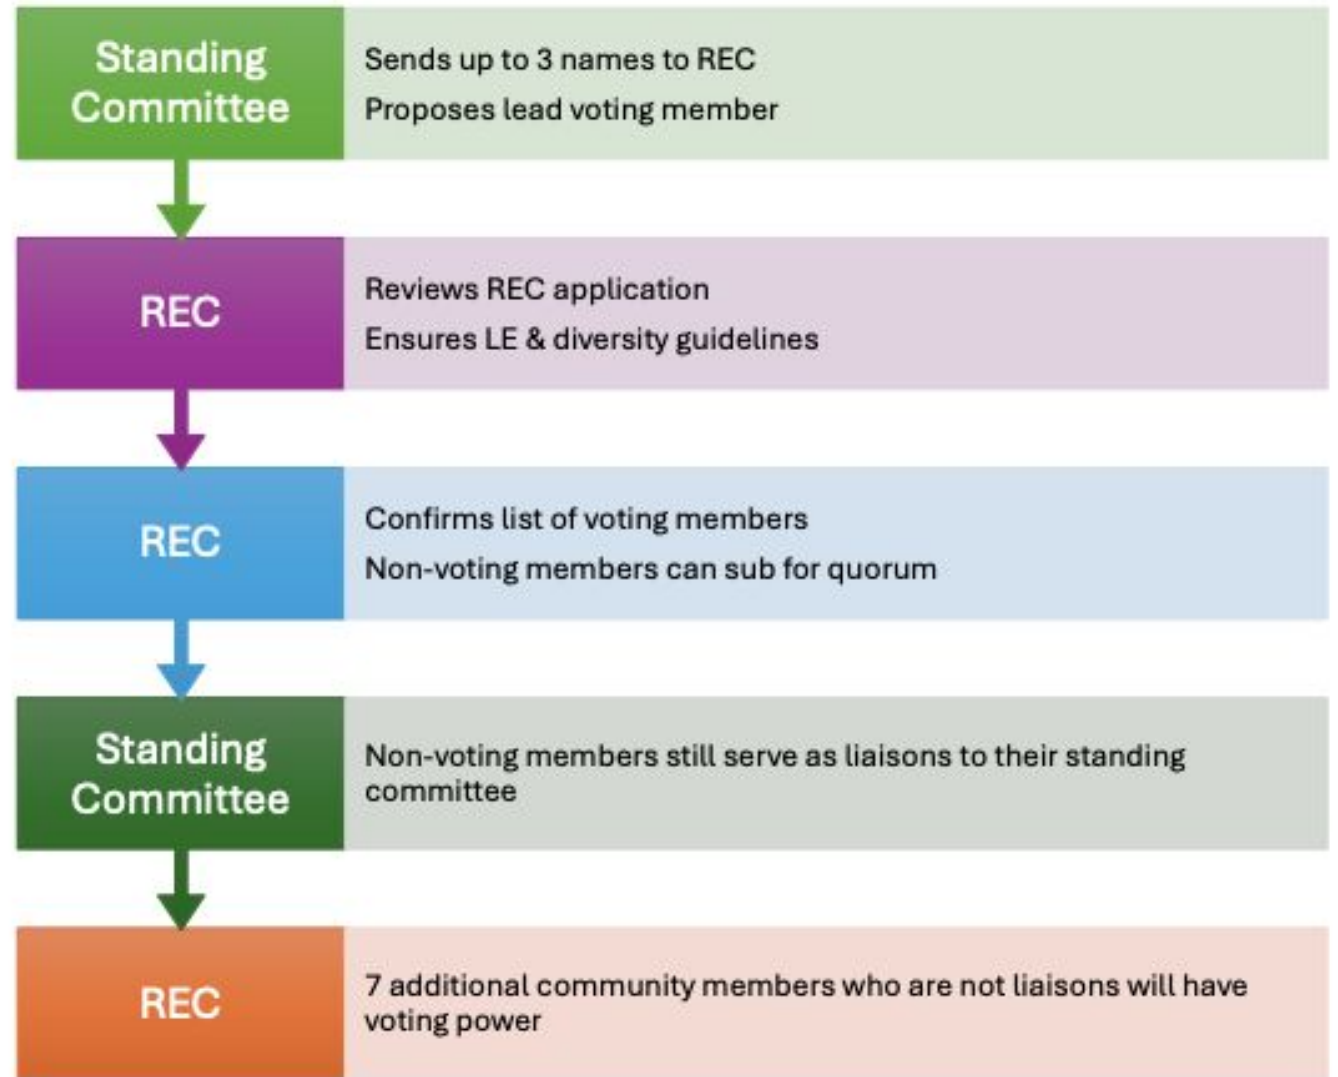 Standing
Committee
Sends up to 3 names to REC
Proposes lead voting member
REC
Reviews REC application
Ensures LE & diversity guidelines
REC
Confirms list of voting members
Non-voting members can sub for quorum
Standing
Committee
Non-voting members still serve as liaisons to their standing
committee
REC
7 additional community members who are not liaisons will have
voting power